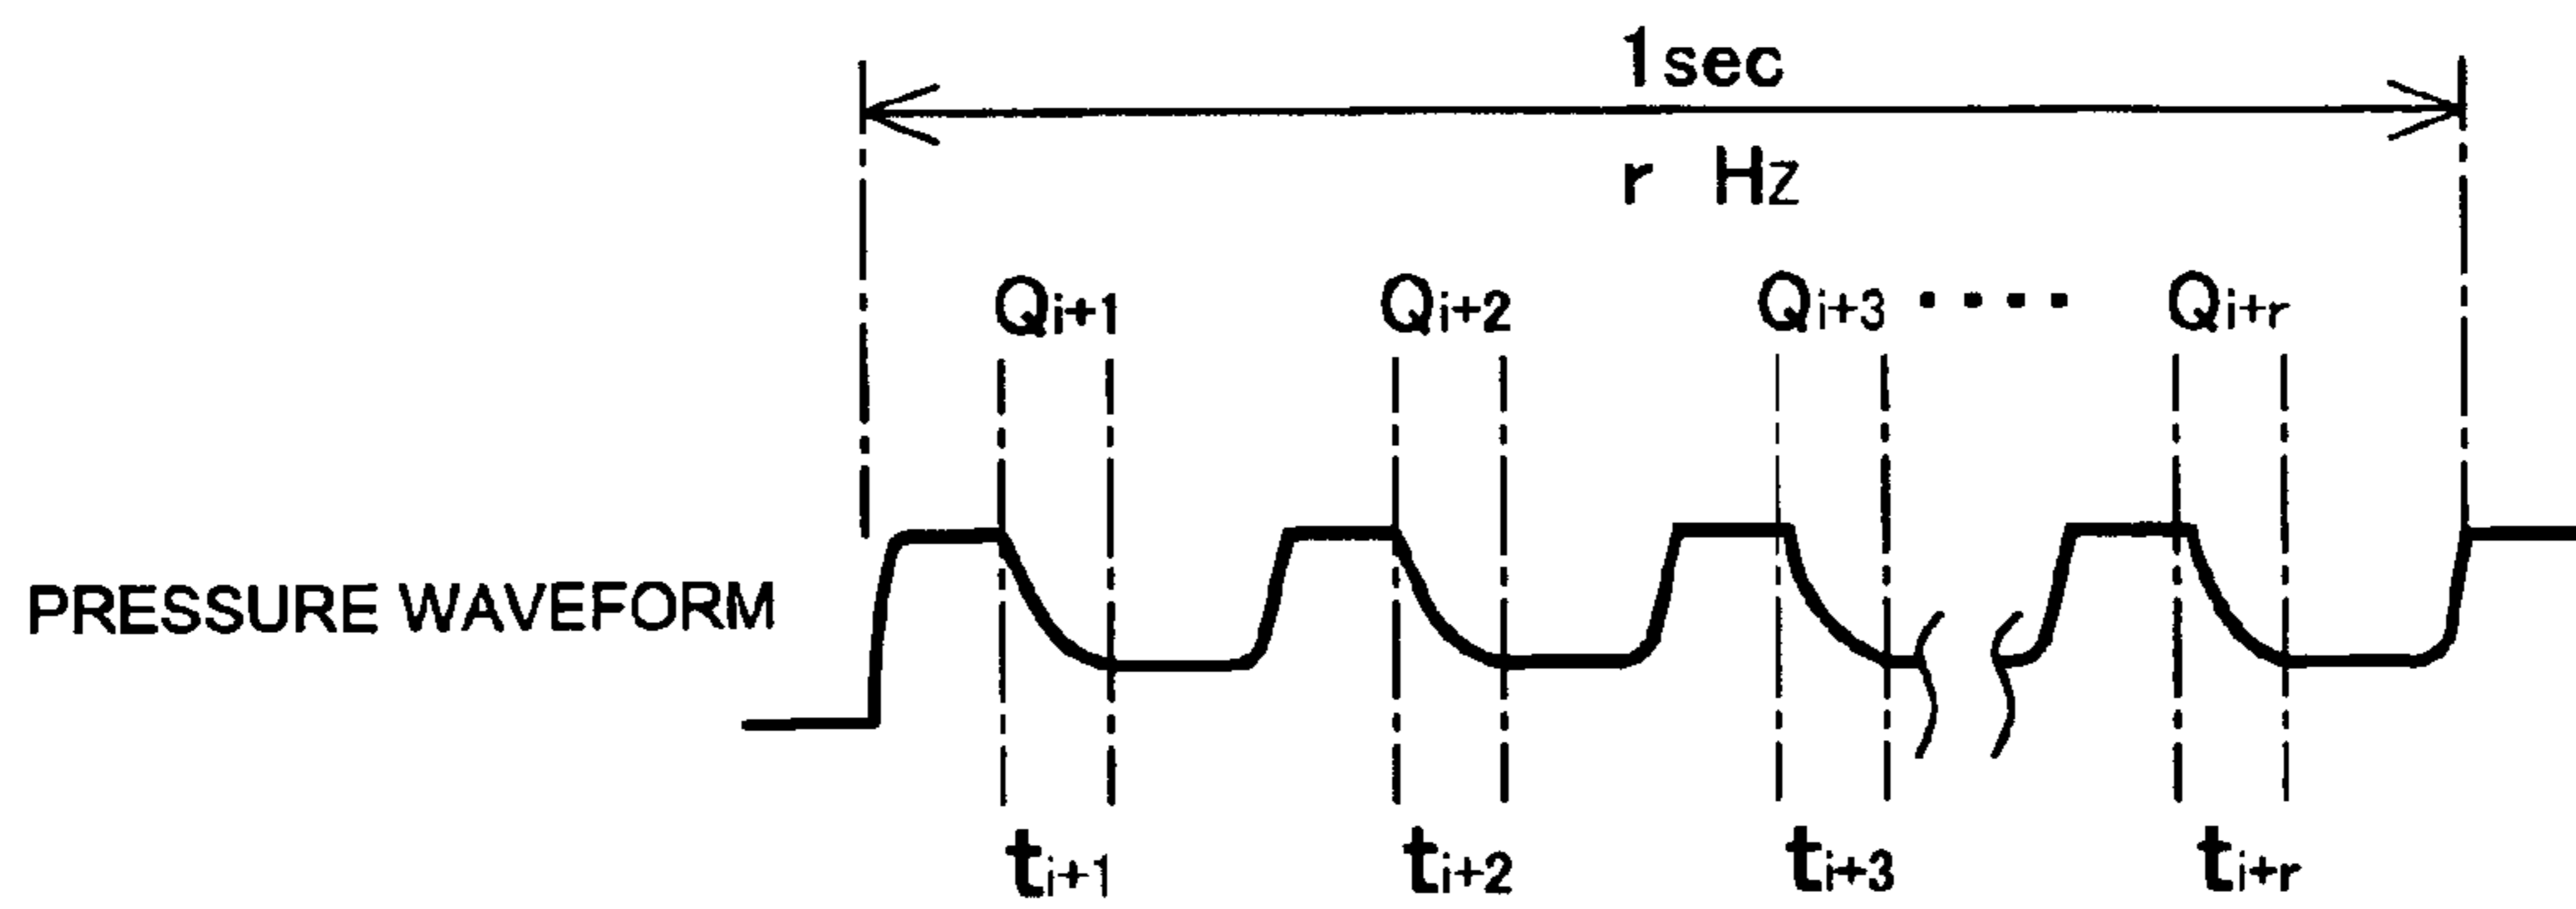 1sec
r Hz
Qi+1 Qi+2 Qi+3 ···· Qi+r
PRESSURE WAVEFORM
ti+1 ti+2 ti+3 ti+r